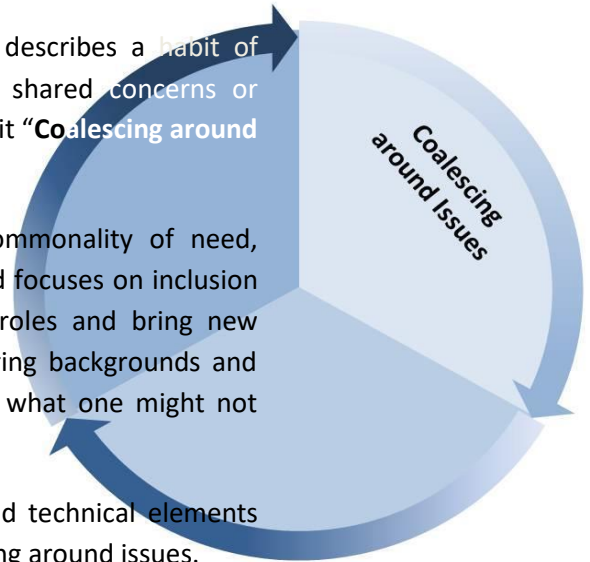 describes a habit of
shared concerns or
it “Coalescing around
ommonality of need,
d focuses on inclusion
roles and bring new
ing backgrounds and
what one might not
d technical elements
ng around issues.
Coalescing
around Issues